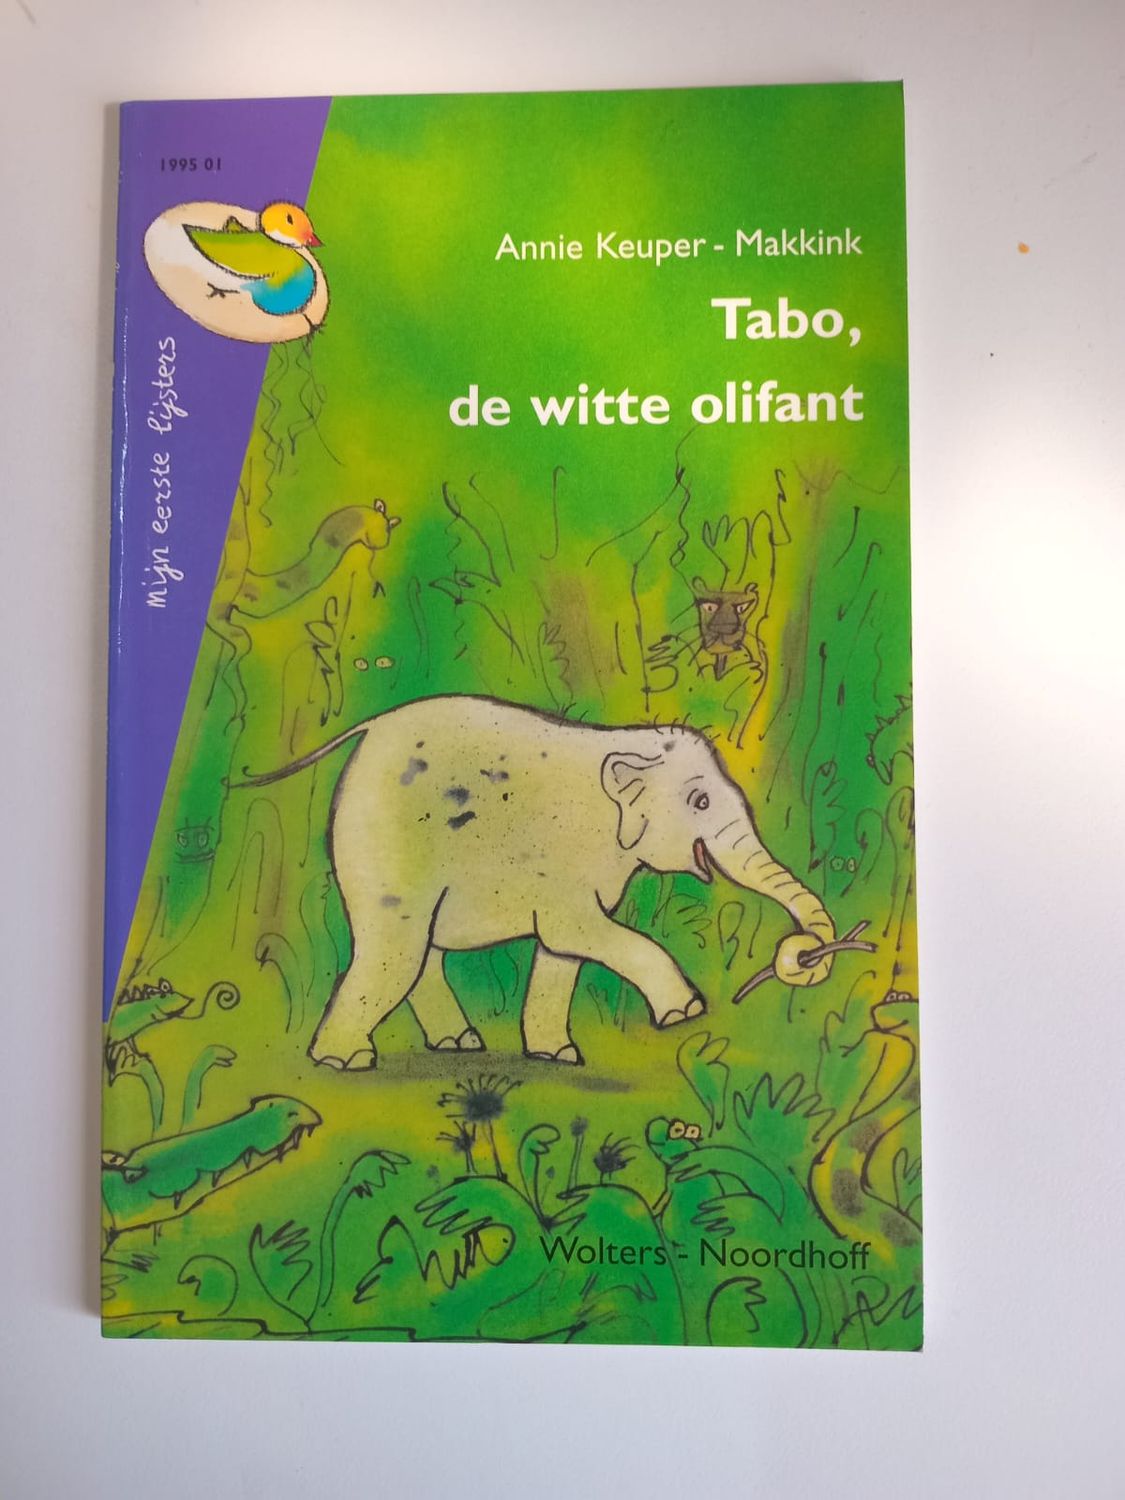 1995 01
mijn eerste lijsters
Annie Keuper - Makkink
Tabo,
de witte olifant
Wolters - Noordhoff